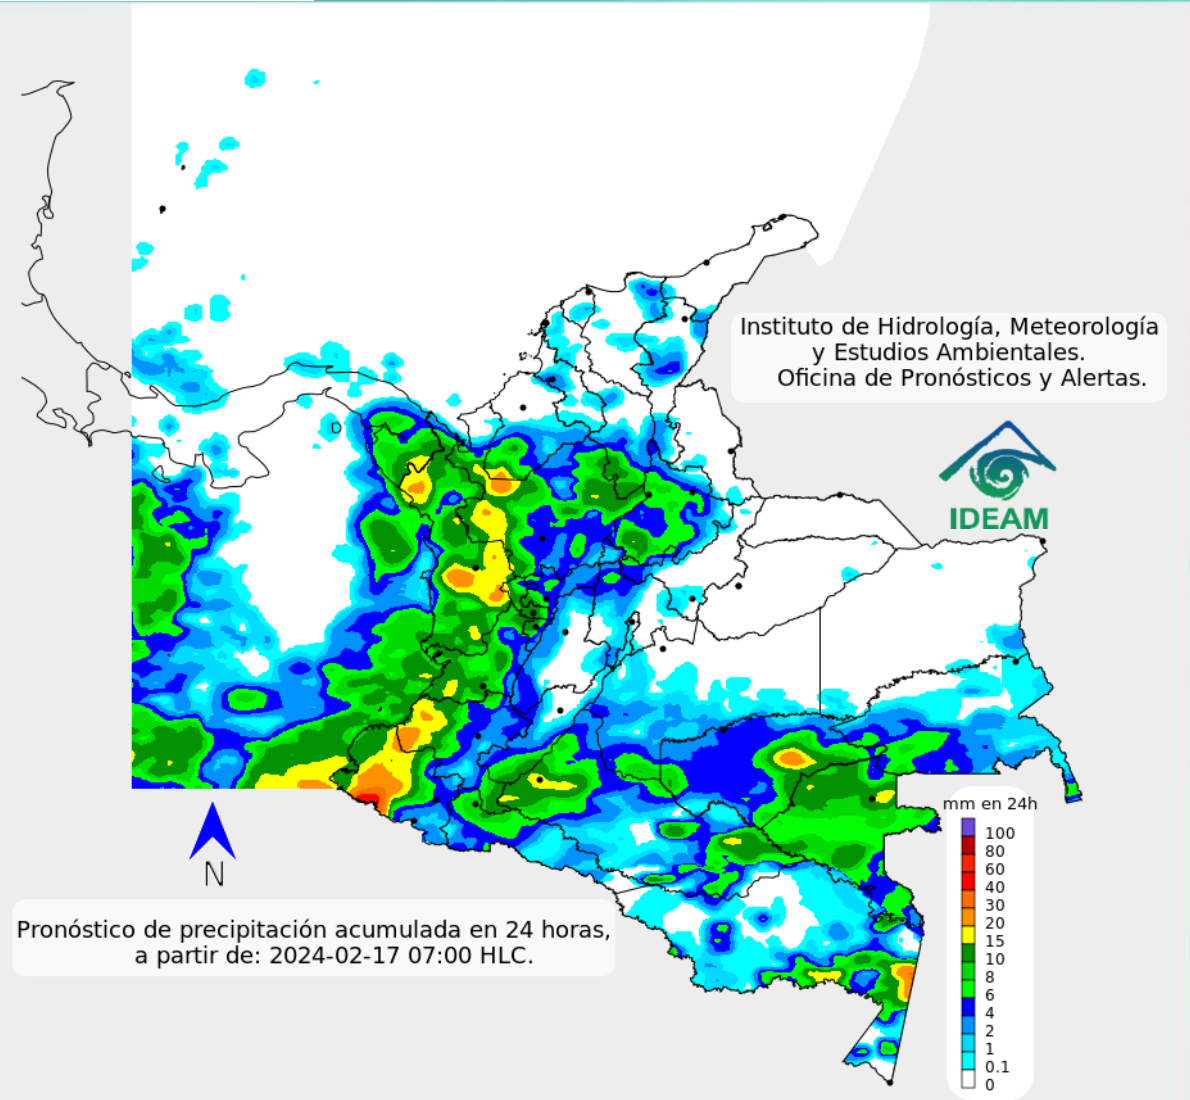 Instituto de Hidrología, Meteorología
y Estudios Ambientales.
Oficina de Pronósticos y Alertas.
IDEAM
mm en 24h
100
80
60
40
30
20
15
10
8
6
4
2
1
0.1
0
N
Pronóstico de precipitación acumulada en 24 horas,
a partir de: 2024-02-17 07:00 HLC.